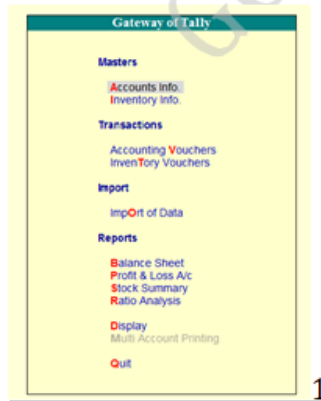 Gateway of Tally
Masters
Accounts Info.
Inventory Info.
Transactions
Accounting Vouchers
InvenTory Vouchers
Import
ImpOrt of Data
Reports
Balance Sheet
Profit & Loss A/c
Stock Summary
Ratio Analysis
Display
Multi Account Printing
Quit
1